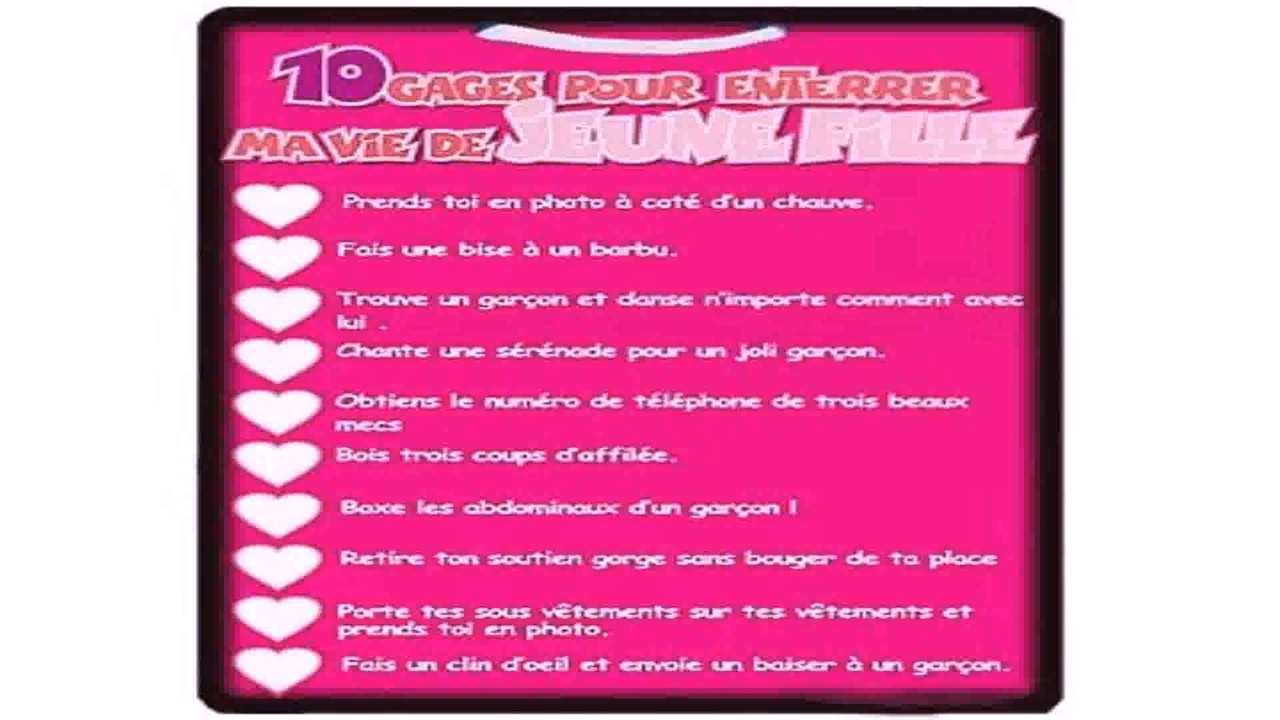 10 GAGES POUR ENTERRER
MA ViE DE JEUNE FiLLE
Prends toi en photo à coté d'un chauve.
Fais une bise à un barbu.
Trouve un garçon et danse n'importe comment avec
lui .
Chante une sérénade pour un joli garçon.
Obtiens le numéro de téléphone de trois beaux
mecs
Bois trois coups d'affilée.
Boxe les abdominaux d'un garçon !
Retire ton soutien gorge sans bouger de ta place
Porte tes sous vêtements sur tes vêtements et
prends toi en photo.
Fais un clin d'oeil et envoie un baiser à un garçon.